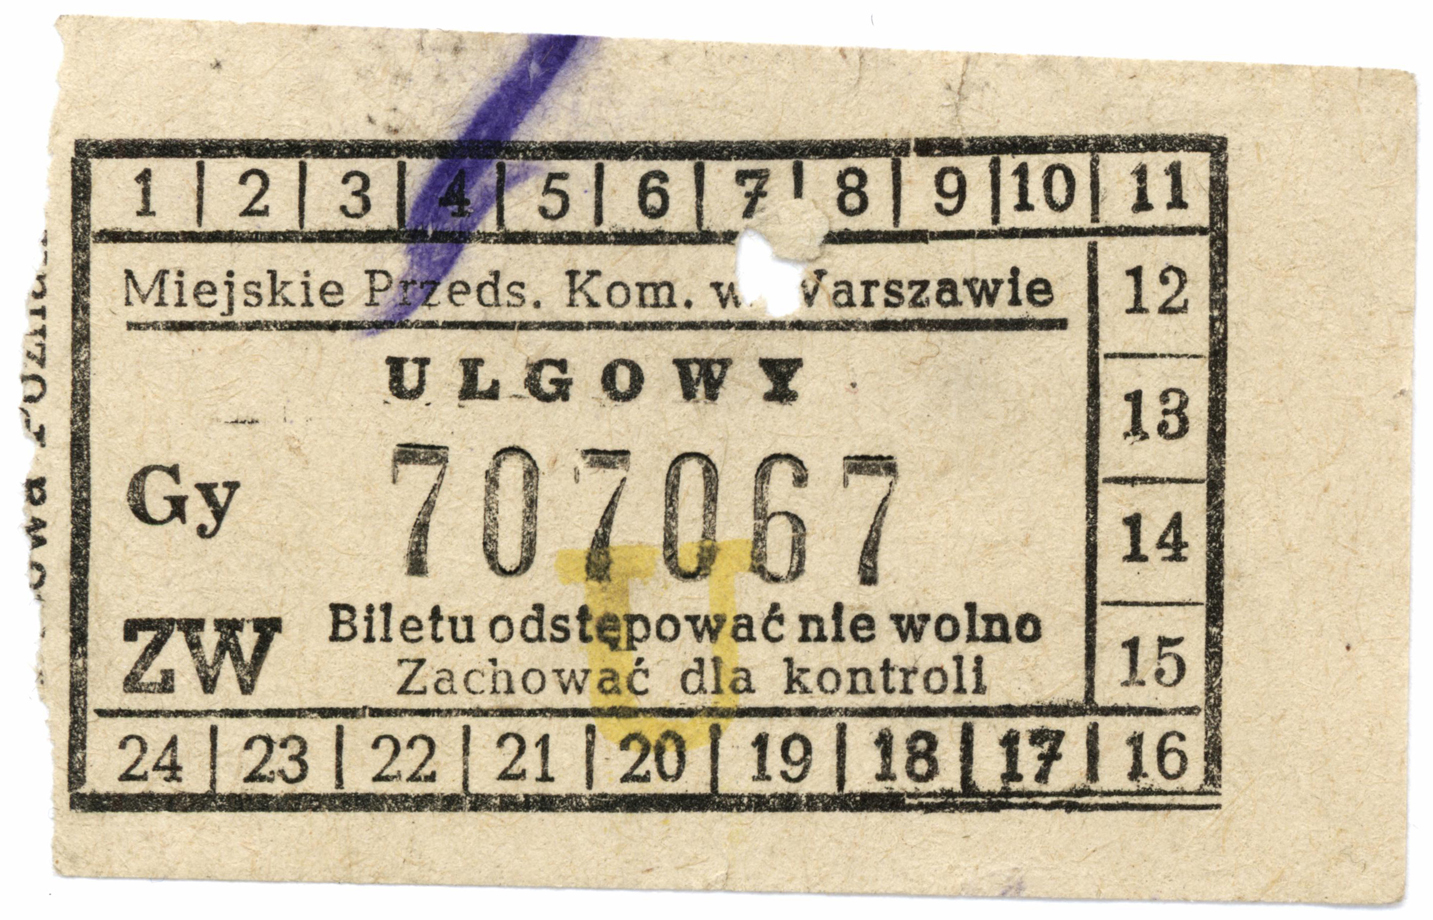 1 | 2 | 3 | 4 | 5 | 6 | 7 | 8 | 9 | 10 | 11
Miejskie Przeds. Kom. w Warszawie
12
ULGOWY
13
Gy 707067
14
U
ZW
Biletu odstępować nie wolno
Zachować dla kontroli
15
24 | 23 | 22 | 21 | 20 | 19 | 18 | 17 | 16